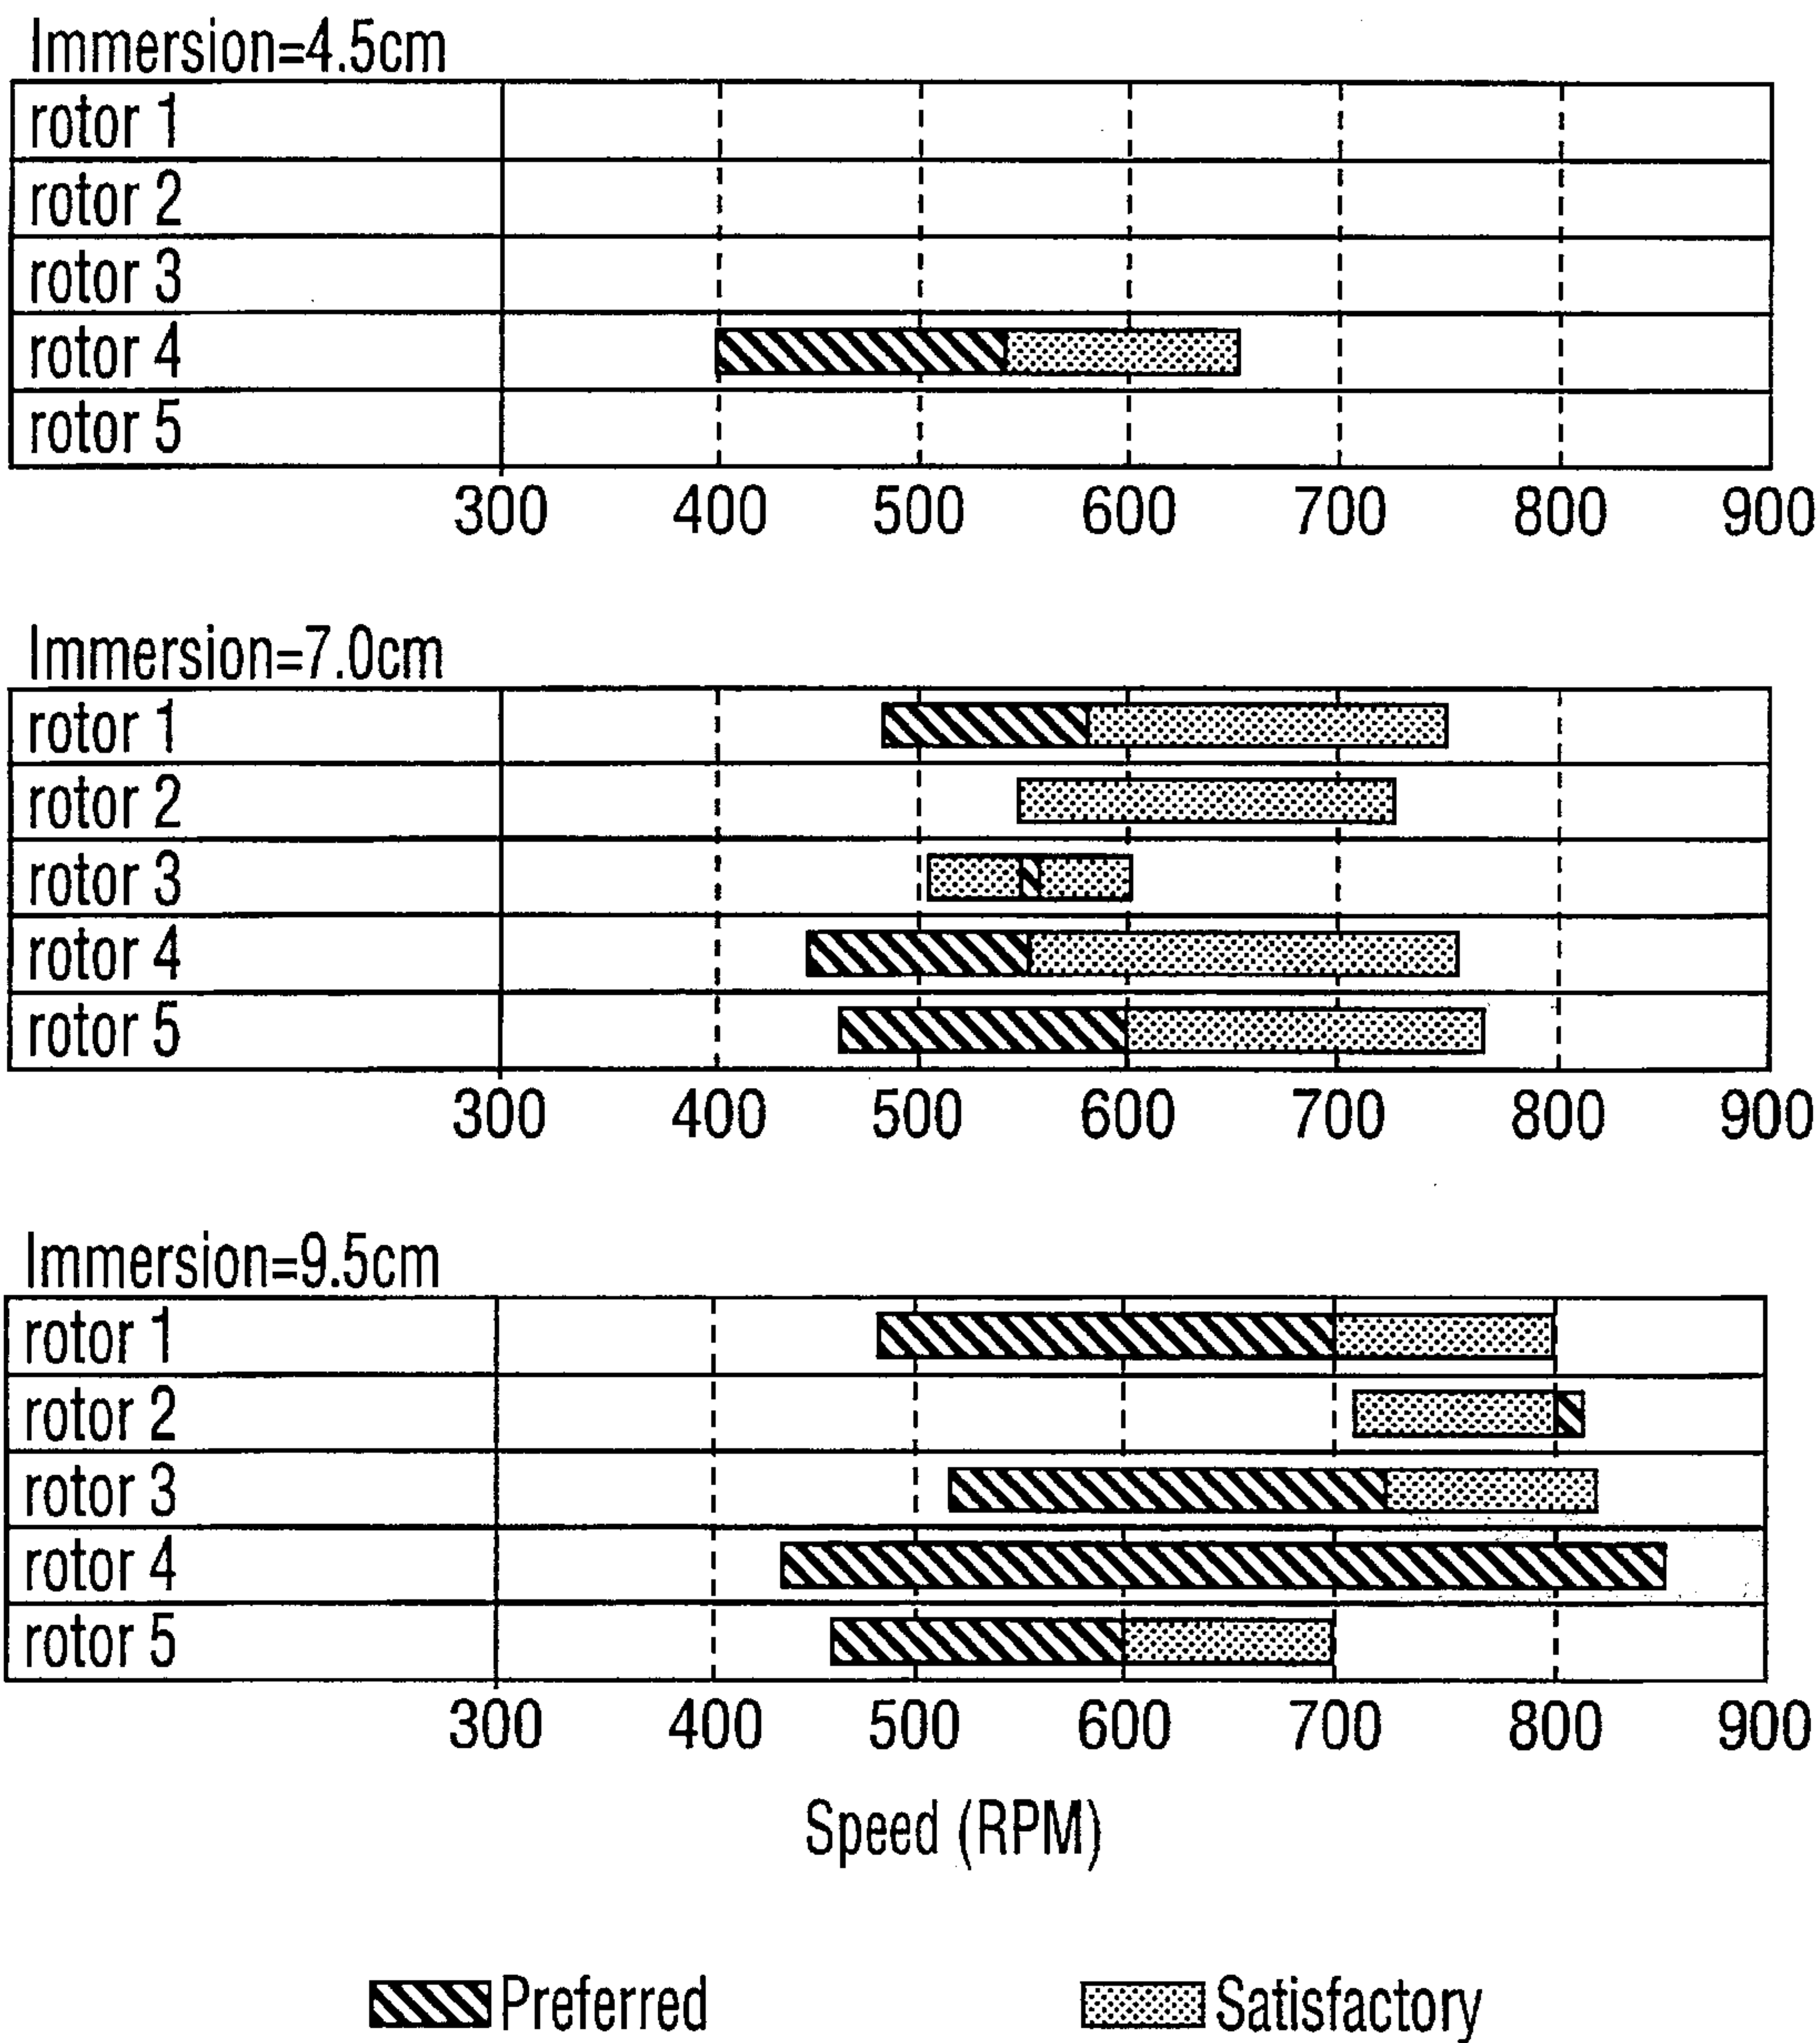 Immersion=4.5cm
rotor 1
rotor 2
rotor 3
rotor 4
rotor 5
300 400 500 600 700 800 900
Immersion=7.0cm
rotor 1
rotor 2
rotor 3
rotor 4
rotor 5
300 400 500 600 700 800 900
Immersion=9.5cm
rotor 1
rotor 2
rotor 3
rotor 4
rotor 5
300 400 500 600 700 800 900
Speed (RPM)
Preferred Satisfactory